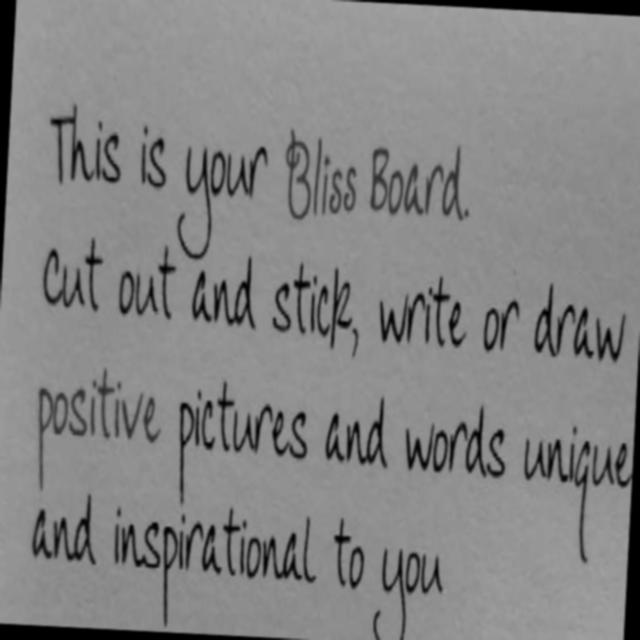 This is your Bliss Board.
Cut out and stick, write or draw
positive pictures and words unique
and inspirational to you